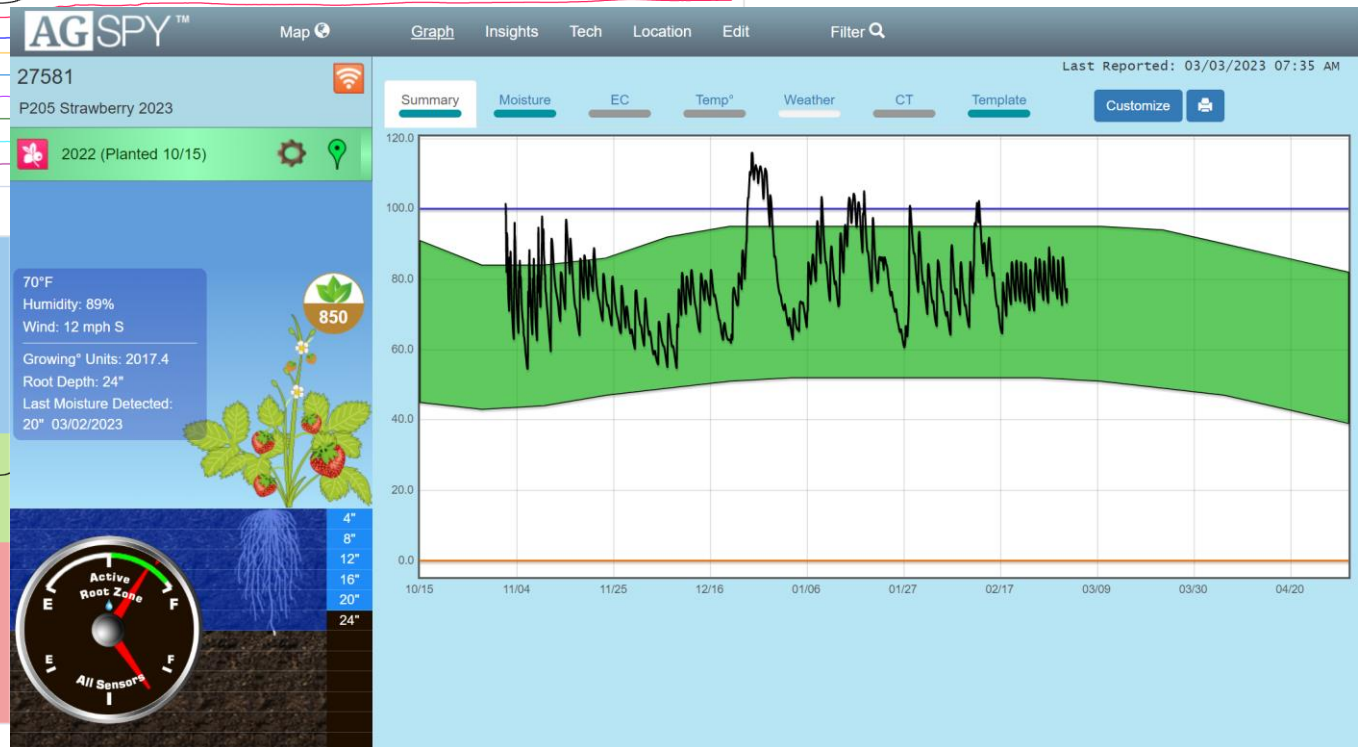 AGSPY™ Map Graph Insights Tech Location Edit Filter
27581
P205 Strawberry 2023
2022 (Planted 10/15)
70°F
Humidity: 89%
Wind: 12 mph S
850
Growing° Units: 2017.4
Root Depth: 24"
Last Moisture Detected:
20" 03/02/2023
4"
8"
12"
16"
20"
24"
Active
Root Zone
E F
E F
All Sensors
Last Reported: 03/03/2023 07:35 AM
Summary Moisture EC Temp° Weather CT Template Customize
120.0
100.0
80.0
60.0
40.0
20.0
0.0
10/15 11/04 11/25 12/16 01/06 01/27 02/17 03/09 03/30 04/20